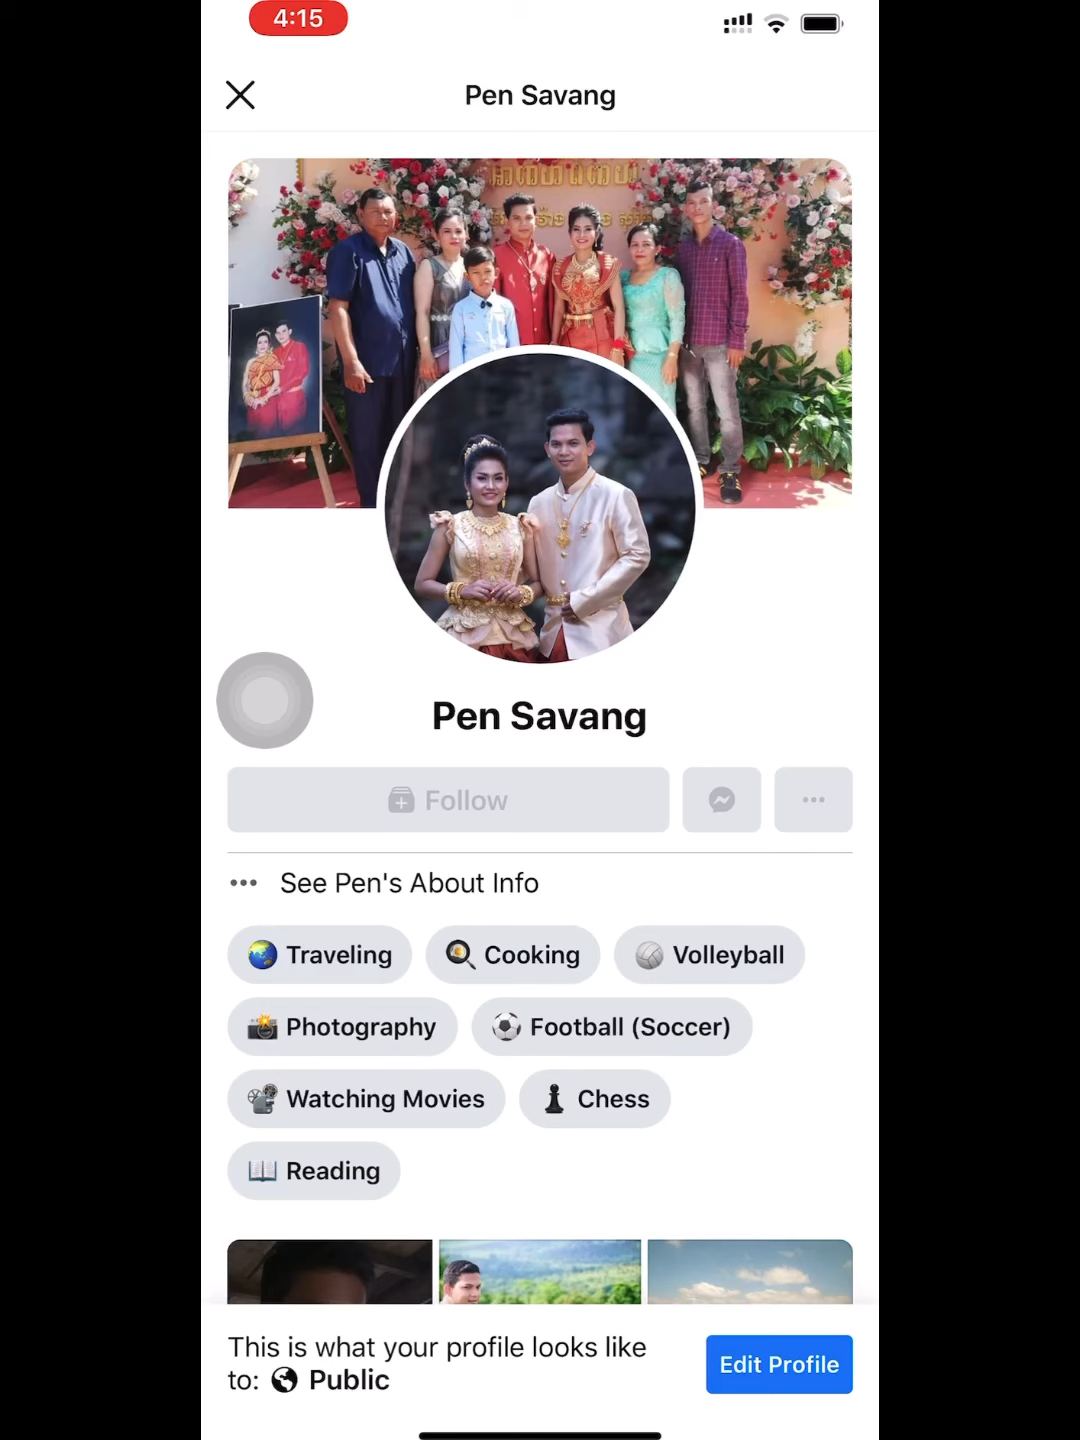 4:15
Pen Savang
Pen Savang
Follow
See Pen's About Info
Traveling
Cooking
Volleyball
Photography
Football (Soccer)
Watching Movies
Chess
Reading
This is what your profile looks like
to: Public
Edit Profile